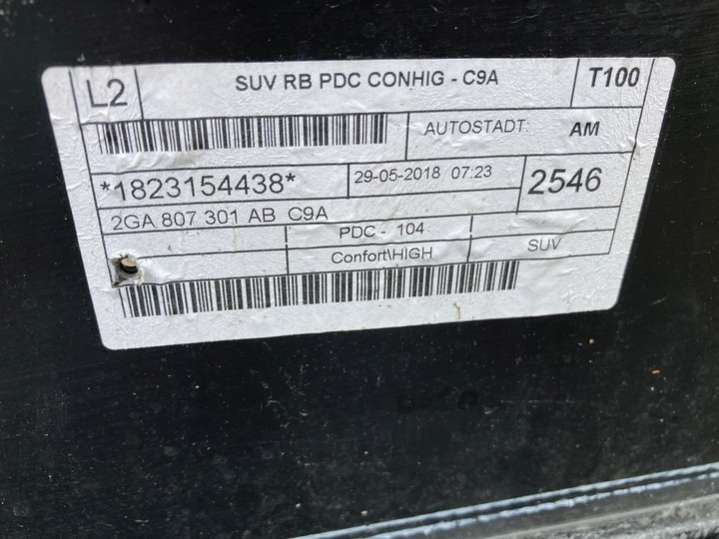 L2 SUV RB PDC CONHIG - C9A T100
AUTOSTADT: AM
*1823154438* 29-05-2018 07:23 2546
2GA 807 301 AB C9A
PDC - 104
Confort\HIGH SUV